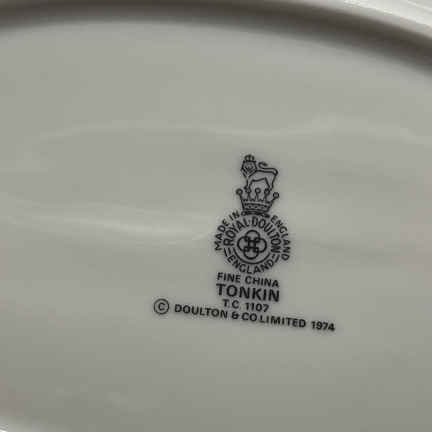 MADE IN ENGLAND
ROYAL·DOULTON
ENGLAND
FINE CHINA
TONKIN
T.C. 1107
© DOULTON & CO LIMITED 1974